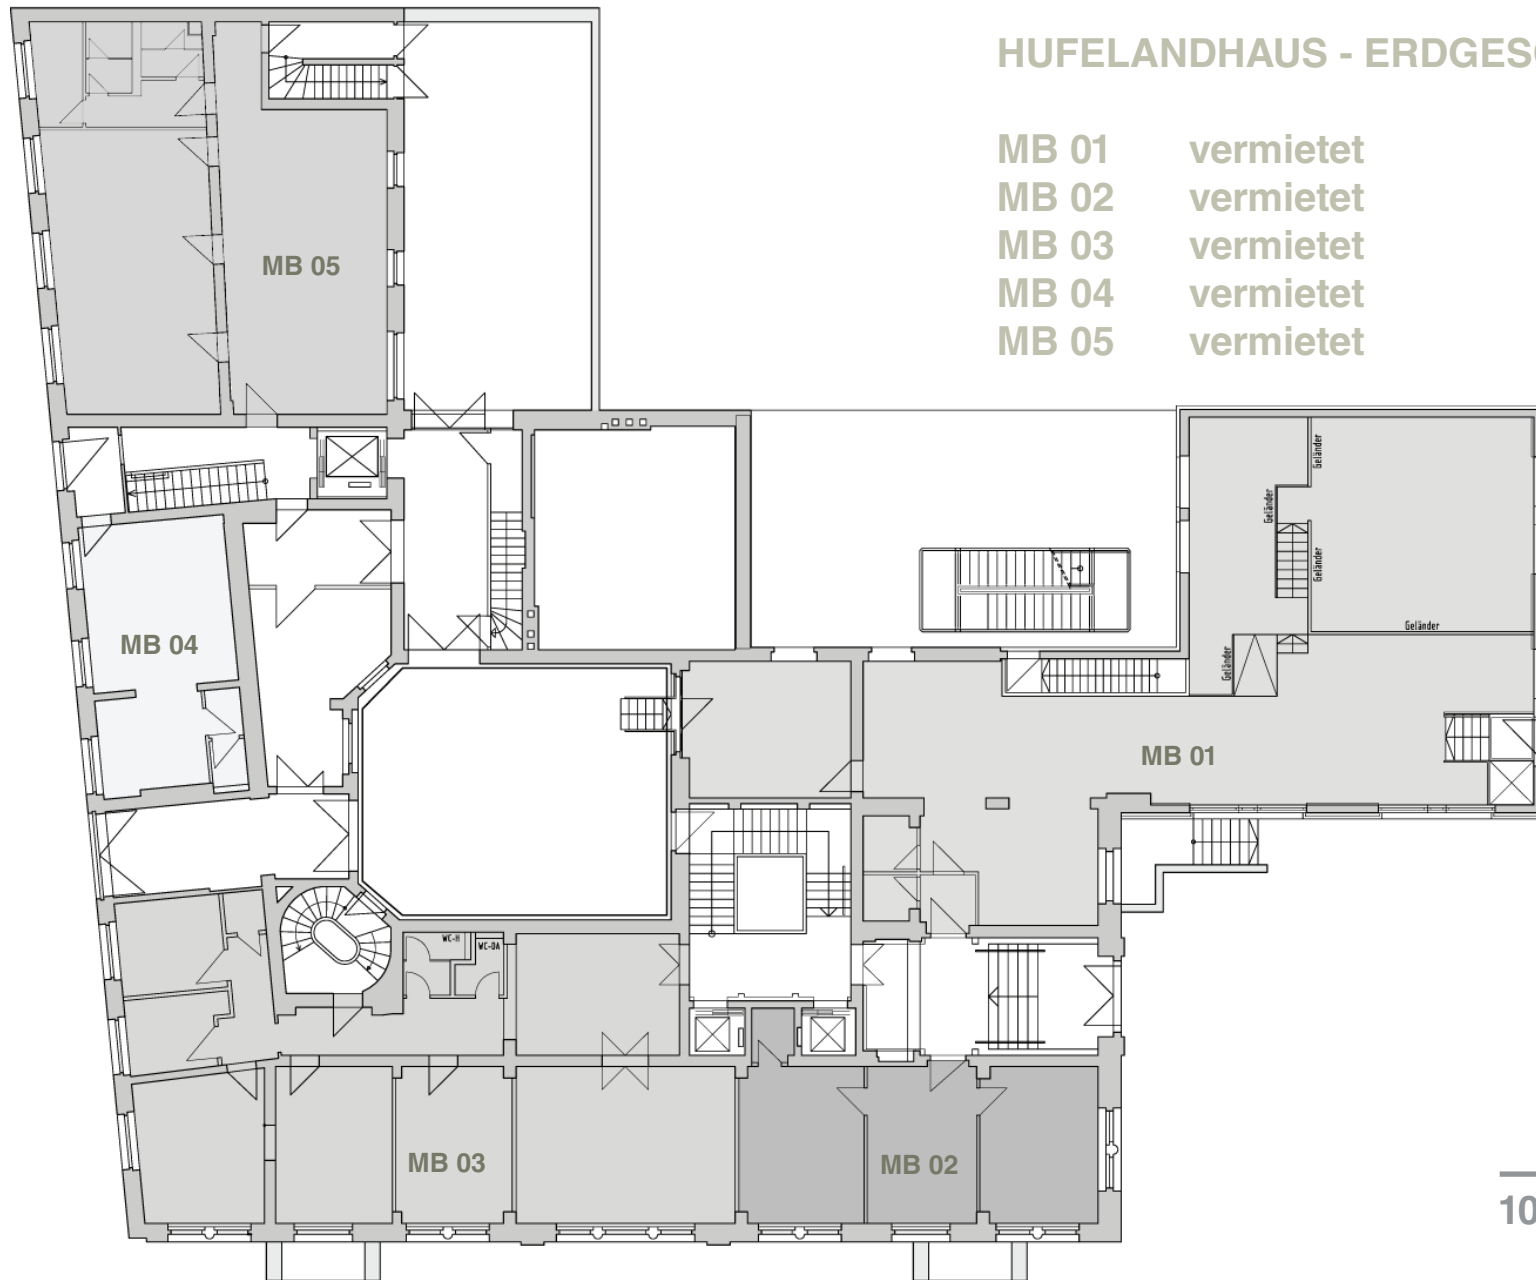 HUFELANDHAUS - ERDGES
MB 01 vermietet
MB 02 vermietet
MB 03 vermietet
MB 04 vermietet
MB 05 vermietet
MB 05
Geländer
Geländer
Geländer
Geländer
Geländer
MB 04
MB 01
WC-H
WC-DA
MB 03
MB 02
10